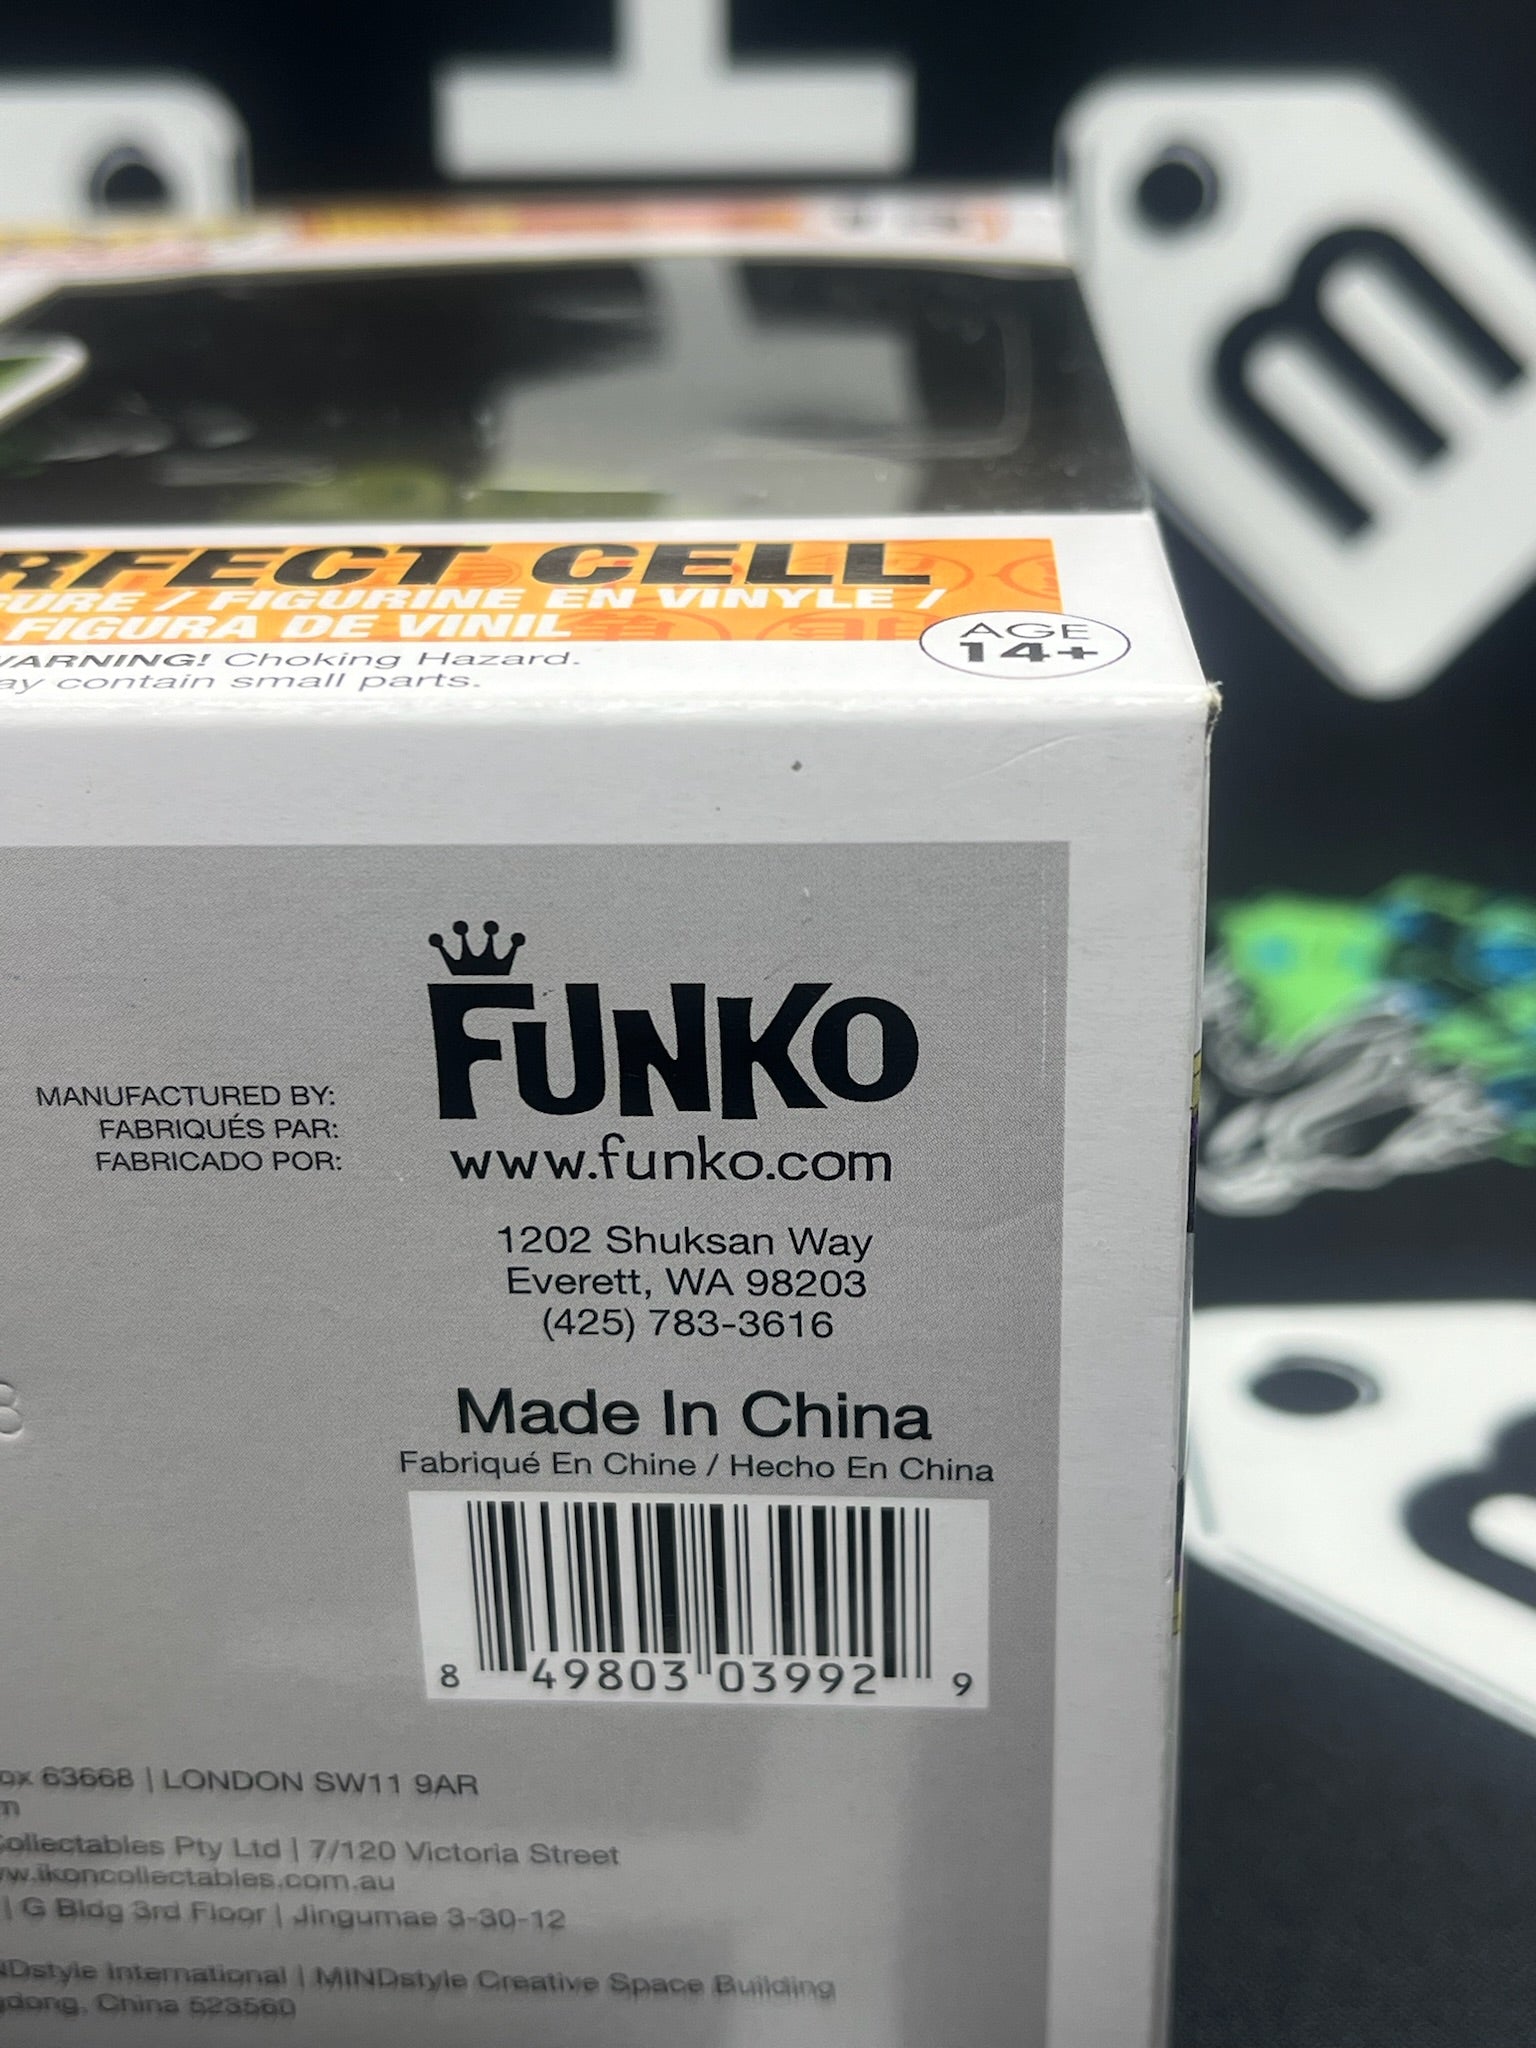 RFECT CELL
URE / FIGURINE EN VINYLE /
FIGURA DE VINIL
AGE
14+
WARNING! Choking Hazard.
ay contain small parts.
FUNKO
www.funko.com
MANUFACTURED BY:
FABRIQUÉS PAR:
FABRICADO POR:
1202 Shuksan Way
Everett, WA 98203
(425) 783-3616
Made In China
Fabriqué En Chine / Hecho En China
8 49803 03992 9
ox 63668 | LONDON SW11 9AR
m
Collectables Pty Ltd | 7/120 Victoria Street
w.ikoncollectables.com.au
| G Bldg 3rd Floor | Jingumae 3-30-12
NDstyle International | MINDstyle Creative Space Building
gdong, China 523560
m